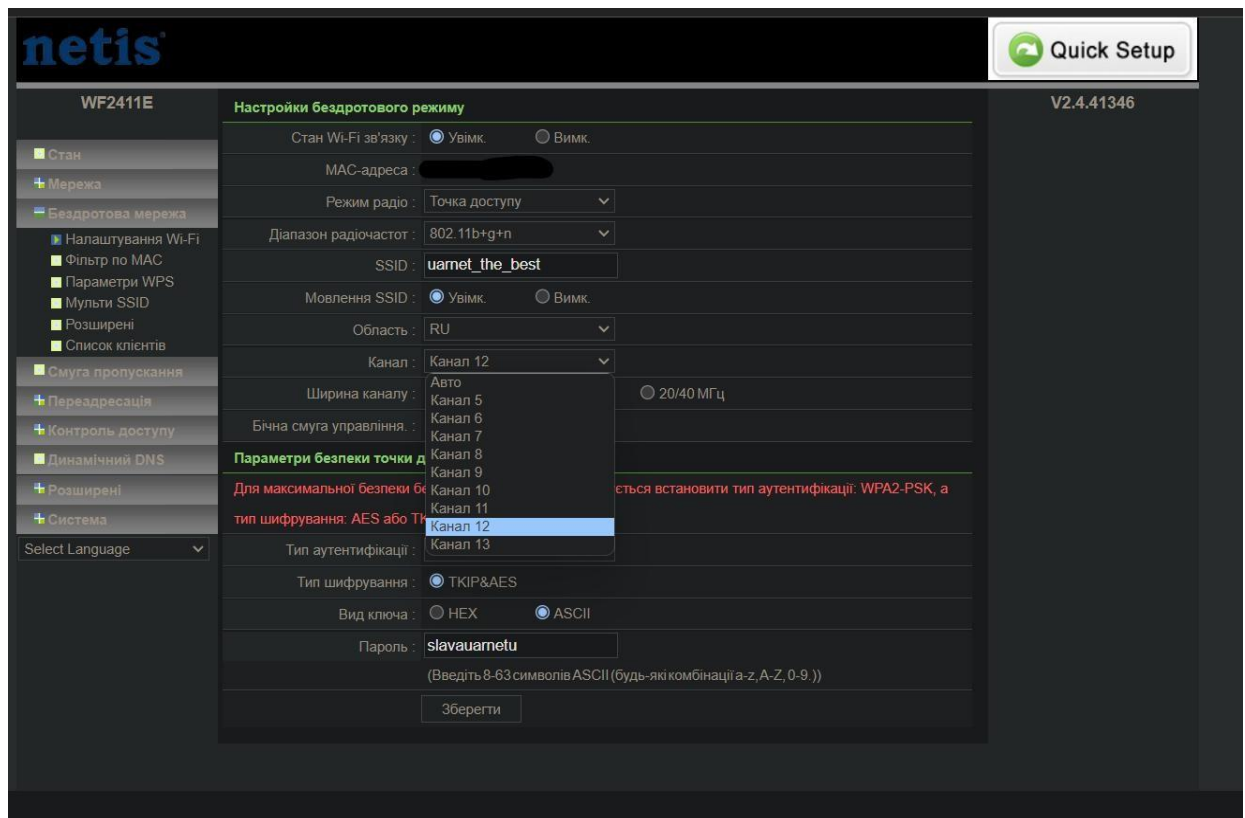 netis
Quick Setup
WF2411E
V2.4.41346
Стан
Мережа
Бездротова мережа
Налаштування Wi-Fi
Фільтр по MAC
Параметри WPS
Мульти SSID
Розширені
Список клієнтів
Смуга пропускання
Переадресація
Контроль доступу
Динамічний DNS
Розширені
Система
Select Language
Настройки бездротового режиму
Стан Wi-Fi зв'язку : Увімк. Вимк.
MAC-адреса :
Режим радіо : Точка доступу
Діапазон радіочастот : 802.11b+g+n
SSID : uarnet_the_best
Мовлення SSID : Увімк. Вимк.
Область : RU
Канал : Канал 12
Авто
Канал 5
Канал 6
Канал 7
Канал 8
Канал 9
Канал 10
Канал 11
Канал 12
Канал 13
Ширина каналу : 20/40 МГц
Бічна смуга управління. :
Параметри безпеки точки д
Для максимальної безпеки бе ється встановити тип аутентифікації: WPA2-PSK, а
тип шифрування: AES або TK
Тип аутентифікації :
Тип шифрування : TKIP&AES
Вид ключа : HEX ASCII
Пароль : slavauarnetu
(Введіть 8-63 символів ASCII (будь-які комбінації a-z, A-Z, 0-9.))
Зберегти